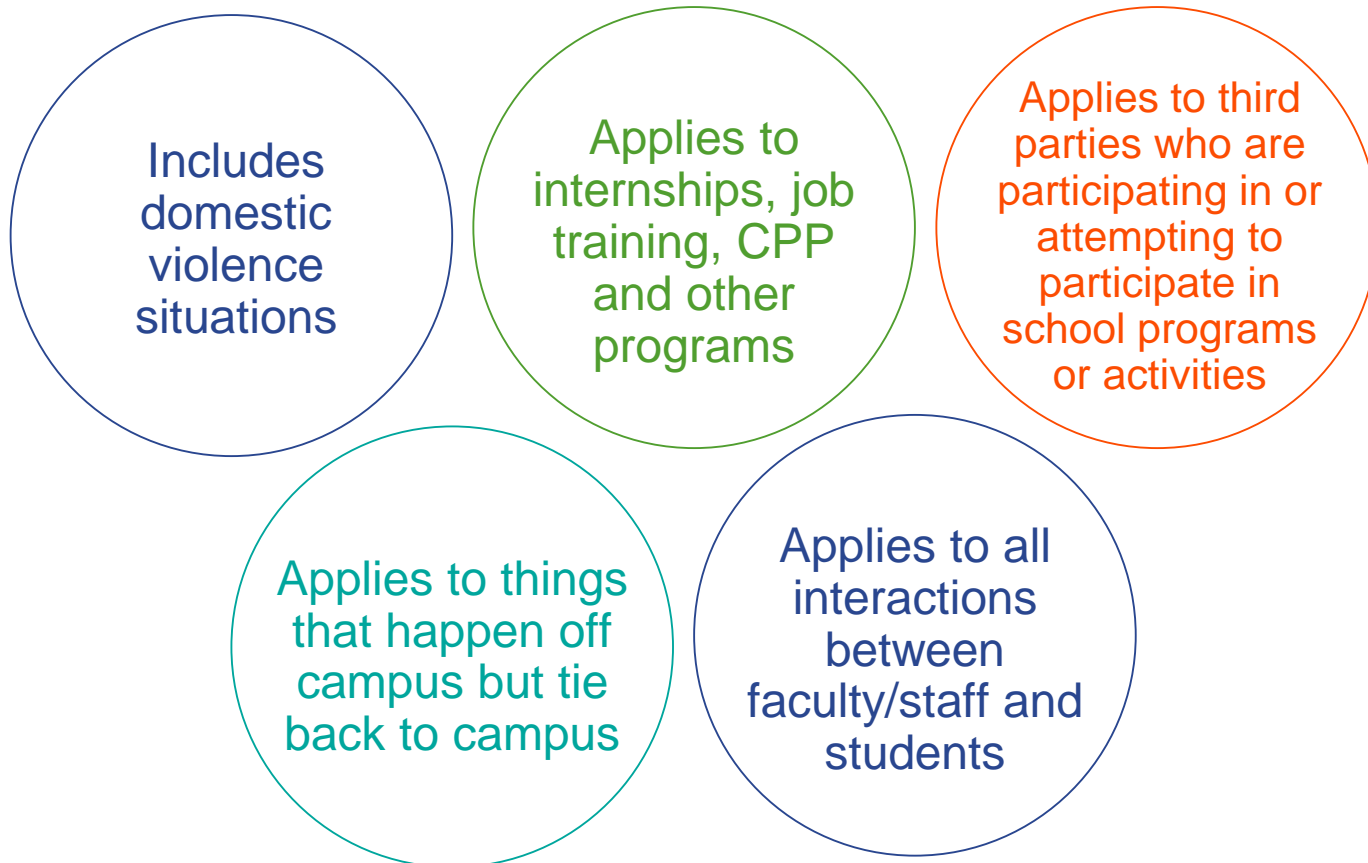 Includes
domestic
violence
situations
Applies to
internships, job
training, CPP
and other
programs
Applies to third
parties who are
participating in or
attempting to
participate in
school programs
or activities
Applies to things
that happen off
campus but tie
back to campus
Applies to all
interactions
between
faculty/staff and
students